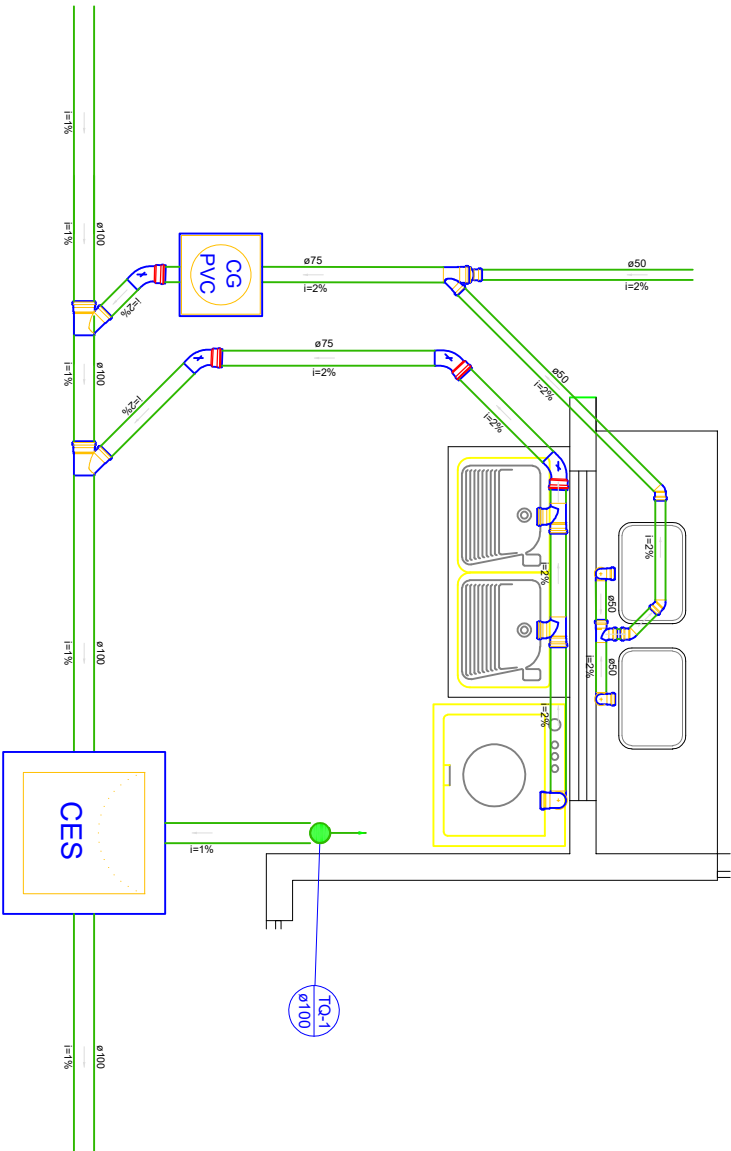 i=1%
i=1%
ø100
i=2%
CG
PVC
ø75
i=2%
ø50
i=2%
i=1%
ø100
i=2%
ø75
i=2%
i=2%
ø50
i=2%
i=2%
i=2%
ø50
ø50
i=2%
i=2%
i=1%
ø100
CES
i=1%
TQ-1
ø100
i=1%
ø100